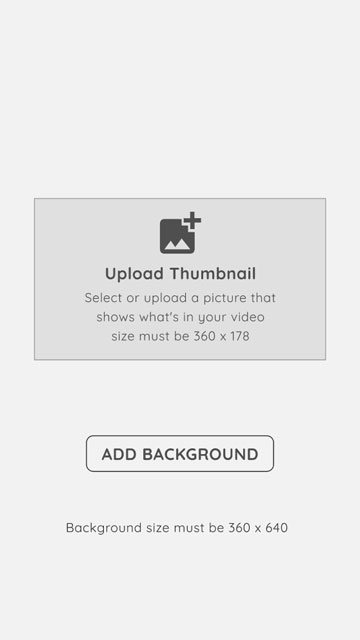 Upload Thumbnail
Select or upload a picture that
shows what's in your video
size must be 360 x 178
ADD BACKGROUND
Background size must be 360 x 640